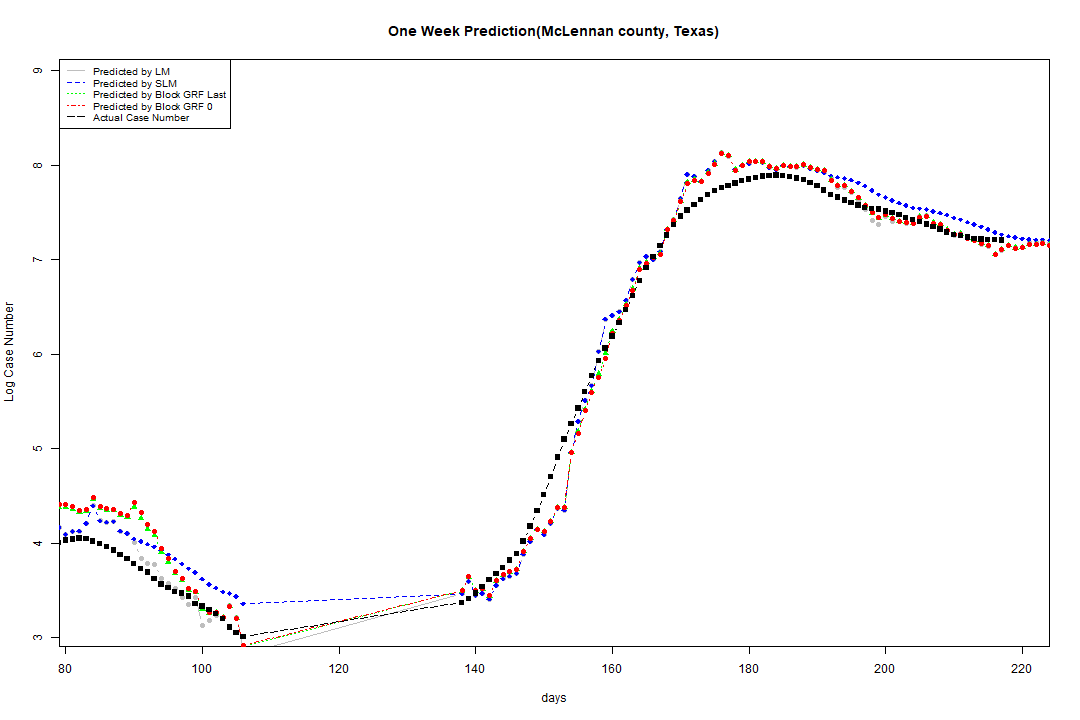 One Week Prediction(McLennan county, Texas)
Predicted by LM
Predicted by SLM
Predicted by Block GRF Last
Predicted by Block GRF 0
Actual Case Number
9
8
7
6
5
4
3
Log Case Number
80 100 120 140 160 180 200 220
days